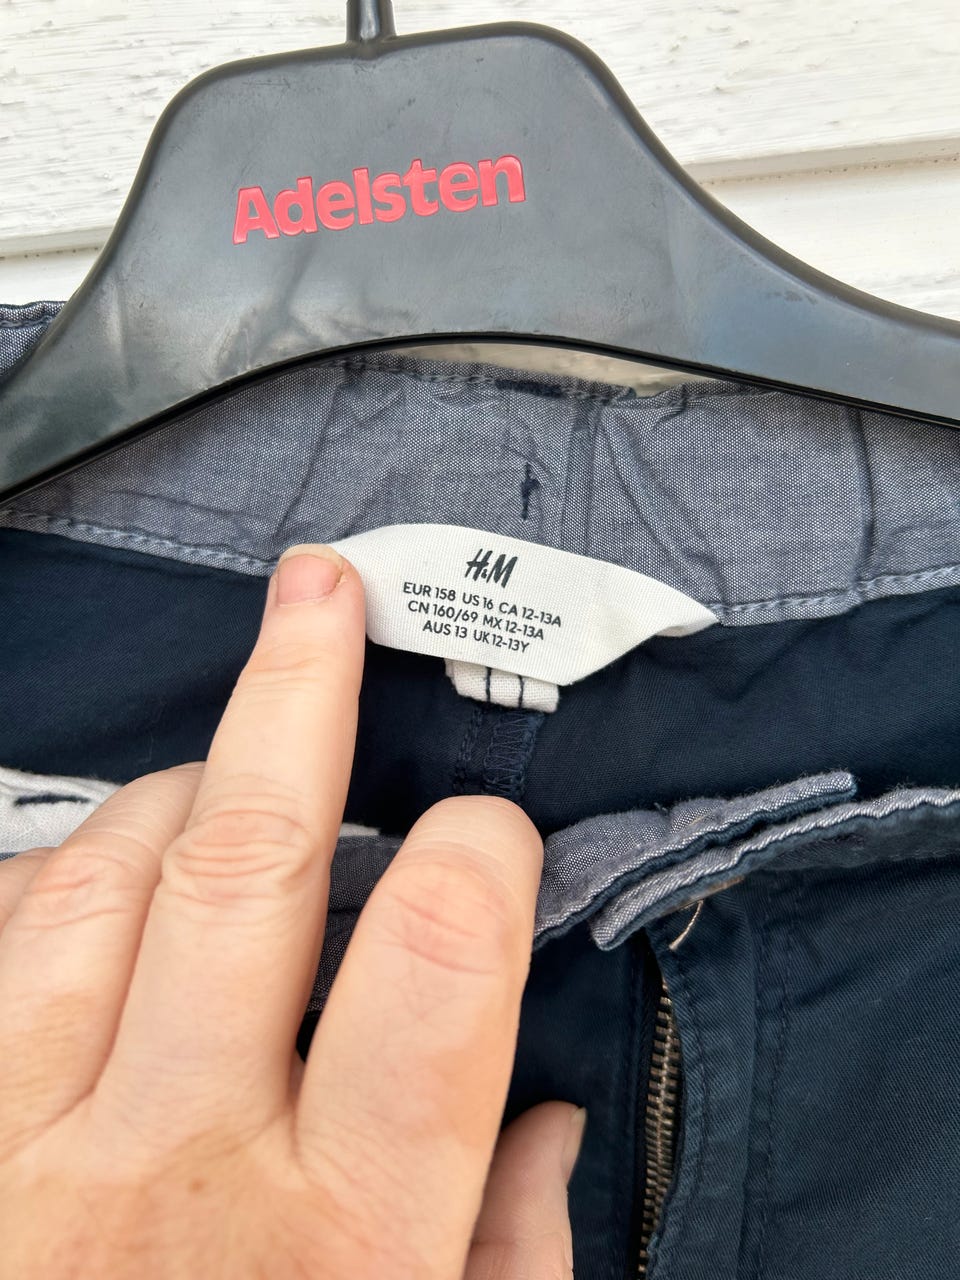 Adelsten
H&M
EUR 158 US 16 CA 12-13A
CN 160/69 MX 12-13A
AUS 13 UK 12-13Y